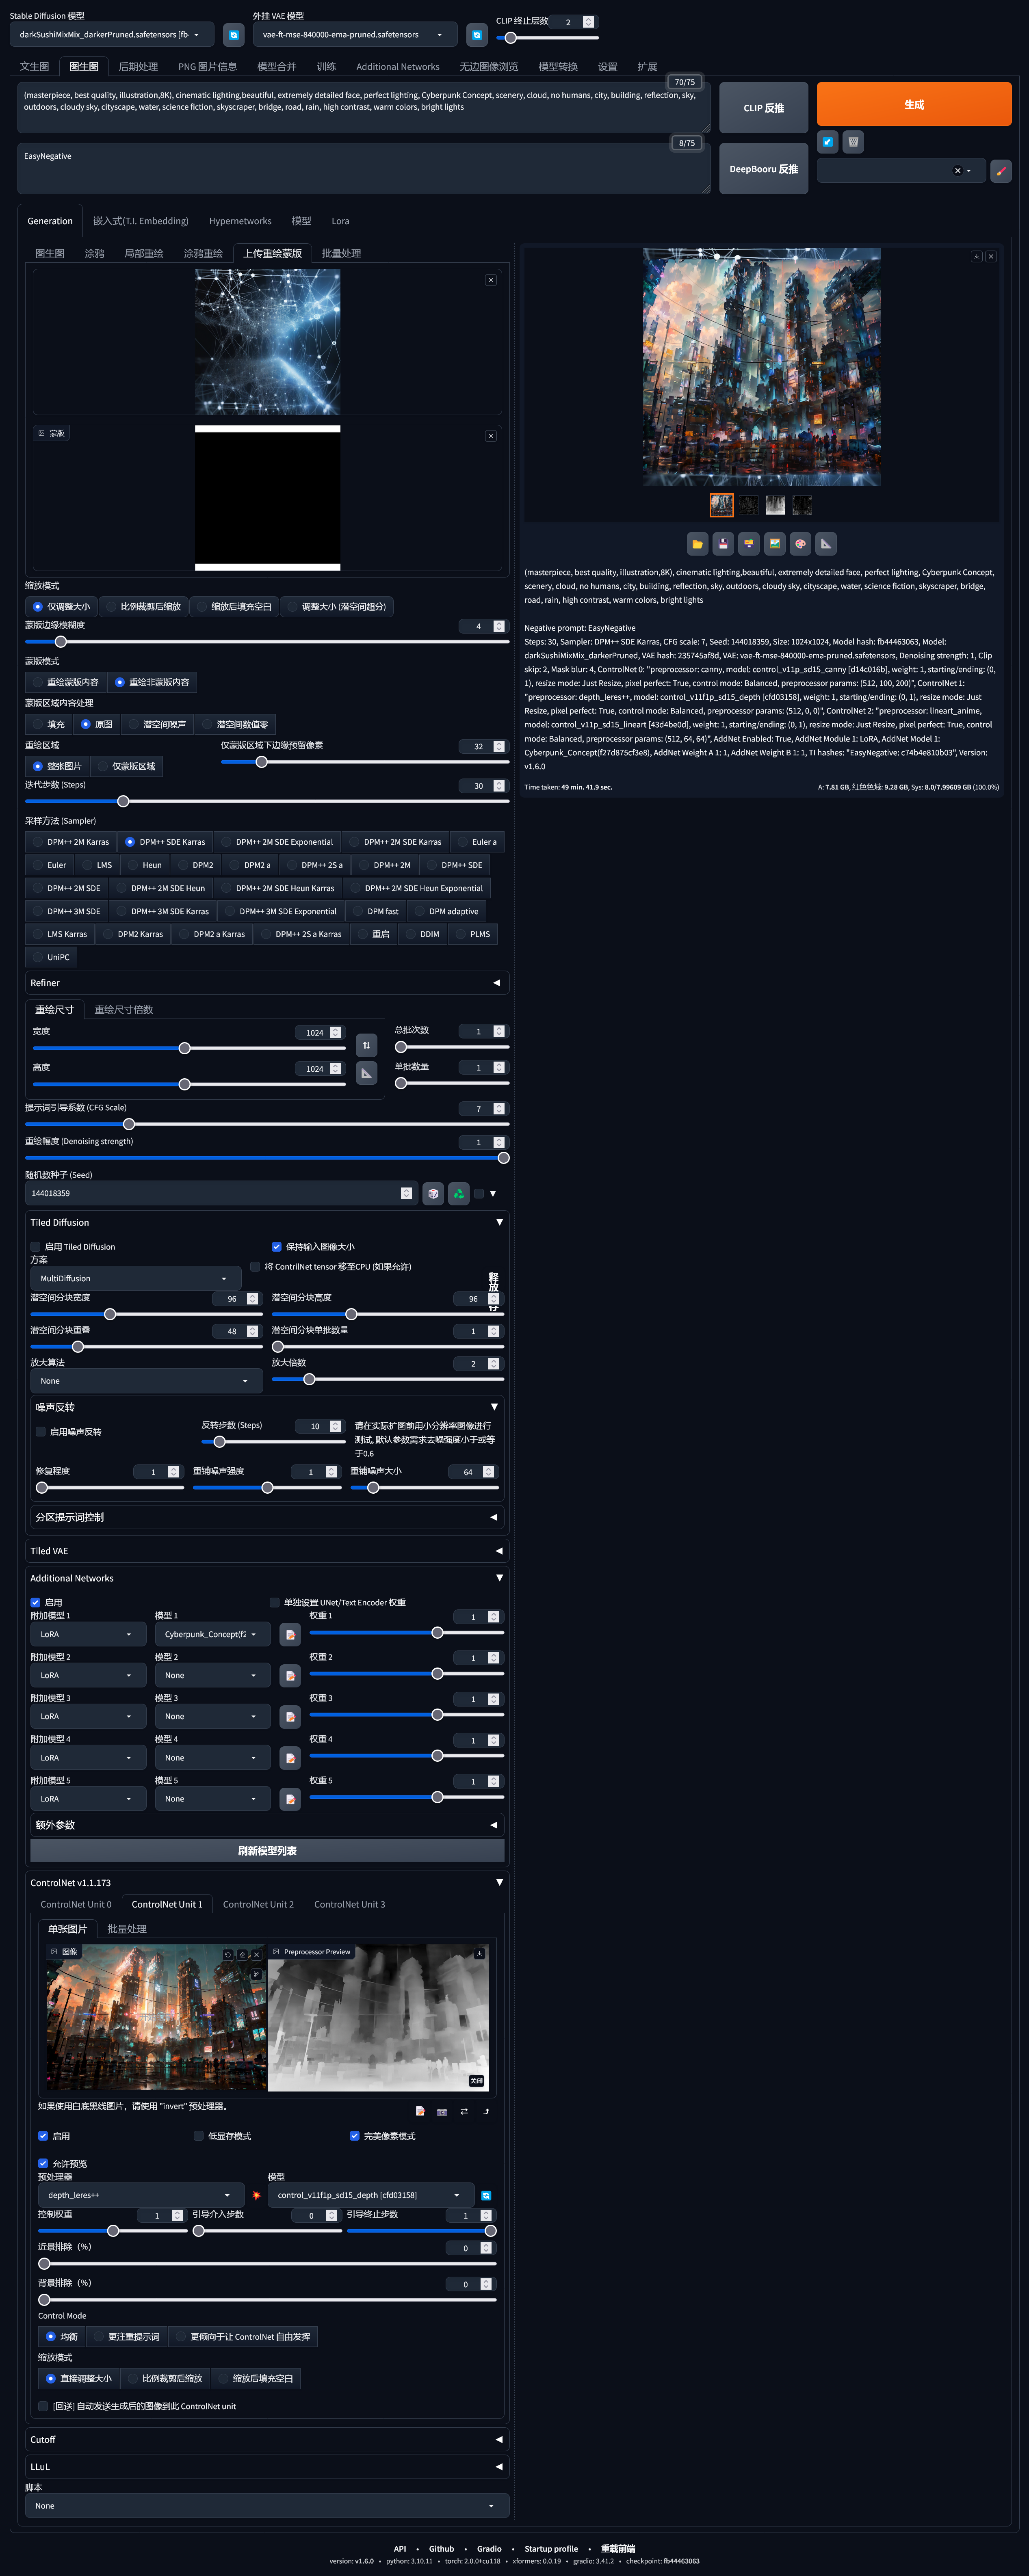 Stable Diffusion 模型
外挂 VAE 模型
CLIP 终止层数
2
darkSushiMixMix_darkerPruned.safetensors [fb
vae-ft-mse-840000-ema-pruned.safetensors
文生图 图生图 后期处理 PNG 图片信息 模型合并 训练 Additional Networks 无边图像浏览 模型转换 设置 扩展
70/75
(masterpiece, best quality, illustration,8K), cinematic lighting,beautiful, extremely detailed face, perfect lighting, Cyberpunk Concept, scenery, cloud, no humans, city, building, reflection, sky,
outdoors, cloudy sky, cityscape, water, science fiction, skyscraper, bridge, road, rain, high contrast, warm colors, bright lights
CLIP 反推
生成
8/75
EasyNegative
DeepBooru 反推
Generation 嵌入式(T.I. Embedding) Hypernetworks 模型 Lora
图生图 涂鸦 局部重绘 涂鸦重绘 上传重绘蒙版 批量处理
蒙版
缩放模式
仅调整大小 比例裁剪后缩放 缩放后填充空白 调整大小 (潜空间超分)
蒙版边缘模糊度
4
蒙版模式
重绘蒙版内容 重绘非蒙版内容
蒙版区域内容处理
填充 原图 潜空间噪声 潜空间数值零
重绘区域
仅蒙版区域下边缘预留像素
32
整张图片 仅蒙版区域
迭代步数 (Steps)
30
采样方法 (Sampler)
DPM++ 2M Karras DPM++ SDE Karras DPM++ 2M SDE Exponential DPM++ 2M SDE Karras Euler a
Euler LMS Heun DPM2 DPM2 a DPM++ 2S a DPM++ 2M DPM++ SDE
DPM++ 2M SDE DPM++ 2M SDE Heun DPM++ 2M SDE Heun Karras DPM++ 2M SDE Heun Exponential
DPM++ 3M SDE DPM++ 3M SDE Karras DPM++ 3M SDE Exponential DPM fast DPM adaptive
LMS Karras DPM2 Karras DPM2 a Karras DPM++ 2S a Karras 重启 DDIM PLMS
UniPC
Refiner
重绘尺寸 重绘尺寸倍数
宽度
1024
总批次数
1
高度
1024
单批数量
1
提示词引导系数 (CFG Scale)
7
重绘幅度 (Denoising strength)
1
随机数种子 (Seed)
144018359
Tiled Diffusion
启用 Tiled Diffusion
保持输入图像大小
方案
将 ContrilNet tensor 移至CPU (如果允许)
MultiDiffusion
潜空间分块宽度
96
潜空间分块高度
96
潜空间分块重叠
48
潜空间分块单批数量
1
放大算法
放大倍数
2
None
噪声反转
启用噪声反转
反转步数 (Steps)
10
请在实际扩图前用小分辨率图像进行
测试, 默认参数需求去噪强度小于或等
于0.6
修复程度
1
重铺噪声强度
1
重铺噪声大小
64
分区提示词控制
Tiled VAE
Additional Networks
启用
单独设置 UNet/Text Encoder 权重
附加模型 1 模型 1 权重 1 1
LoRA Cyberpunk_Concept(f2
附加模型 2 模型 2 权重 2 1
LoRA None
附加模型 3 模型 3 权重 3 1
LoRA None
附加模型 4 模型 4 权重 4 1
LoRA None
附加模型 5 模型 5 权重 5 1
LoRA None
额外参数
刷新模型列表
ControlNet v1.1.173
ControlNet Unit 0 ControlNet Unit 1 ControlNet Unit 2 ControlNet Unit 3
单张图片 批量处理
图像
Preprocessor Preview
关闭
如果使用白底黑线图片，请使用 "invert" 预处理器。
启用 低显存模式 完美像素模式
允许预览
预处理器 模型
depth_leres++ control_v11f1p_sd15_depth [cfd03158]
控制权重 1 引导介入步数 0 引导终止步数 1
近景排除（%）
0
背景排除（%）
0
Control Mode
均衡 更注重提示词 更倾向于让 ControlNet 自由发挥
缩放模式
直接调整大小 比例裁剪后缩放 缩放后填充空白
[回送] 自动发送生成后的图像到此 ControlNet unit
Cutoff
LLuL
脚本
None
(masterpiece, best quality, illustration,8K), cinematic lighting,beautiful, extremely detailed face, perfect lighting, Cyberpunk Concept,
scenery, cloud, no humans, city, building, reflection, sky, outdoors, cloudy sky, cityscape, water, science fiction, skyscraper, bridge,
road, rain, high contrast, warm colors, bright lights
Negative prompt: EasyNegative
Steps: 30, Sampler: DPM++ SDE Karras, CFG scale: 7, Seed: 144018359, Size: 1024x1024, Model hash: fb44463063, Model:
darkSushiMixMix_darkerPruned, VAE hash: 235745af8d, VAE: vae-ft-mse-840000-ema-pruned.safetensors, Denoising strength: 1, Clip
skip: 2, Mask blur: 4, ControlNet 0: "preprocessor: canny, model: control_v11p_sd15_canny [d14c016b], weight: 1, starting/ending: (0,
1), resize mode: Just Resize, pixel perfect: True, control mode: Balanced, preprocessor params: (512, 100, 200)", ControlNet 1:
"preprocessor: depth_leres++, model: control_v11f1p_sd15_depth [cfd03158], weight: 1, starting/ending: (0, 1), resize mode: Just
Resize, pixel perfect: True, control mode: Balanced, preprocessor params: (512, 0, 0)", ControlNet 2: "preprocessor: lineart_anime,
model: control_v11p_sd15_lineart [43d4be0d], weight: 1, starting/ending: (0, 1), resize mode: Just Resize, pixel perfect: True, control
mode: Balanced, preprocessor params: (512, 64, 64)", AddNet Enabled: True, AddNet Module 1: LoRA, AddNet Model 1:
Cyberpunk_Concept(f27d875cf3e8), AddNet Weight A 1: 1, AddNet Weight B 1: 1, TI hashes: "EasyNegative: c74b4e810b03", Version:
v1.6.0
Time taken: 49 min. 41.9 sec.
A: 7.81 GB, 红色色域: 9.28 GB, Sys: 8.0/7.99609 GB (100.0%)
API • Github • Gradio • Startup profile • 重载前端
version: v1.6.0 • python: 3.10.11 • torch: 2.0.0+cu118 • xformers: 0.0.19 • gradio: 3.41.2 • checkpoint: fb44463063